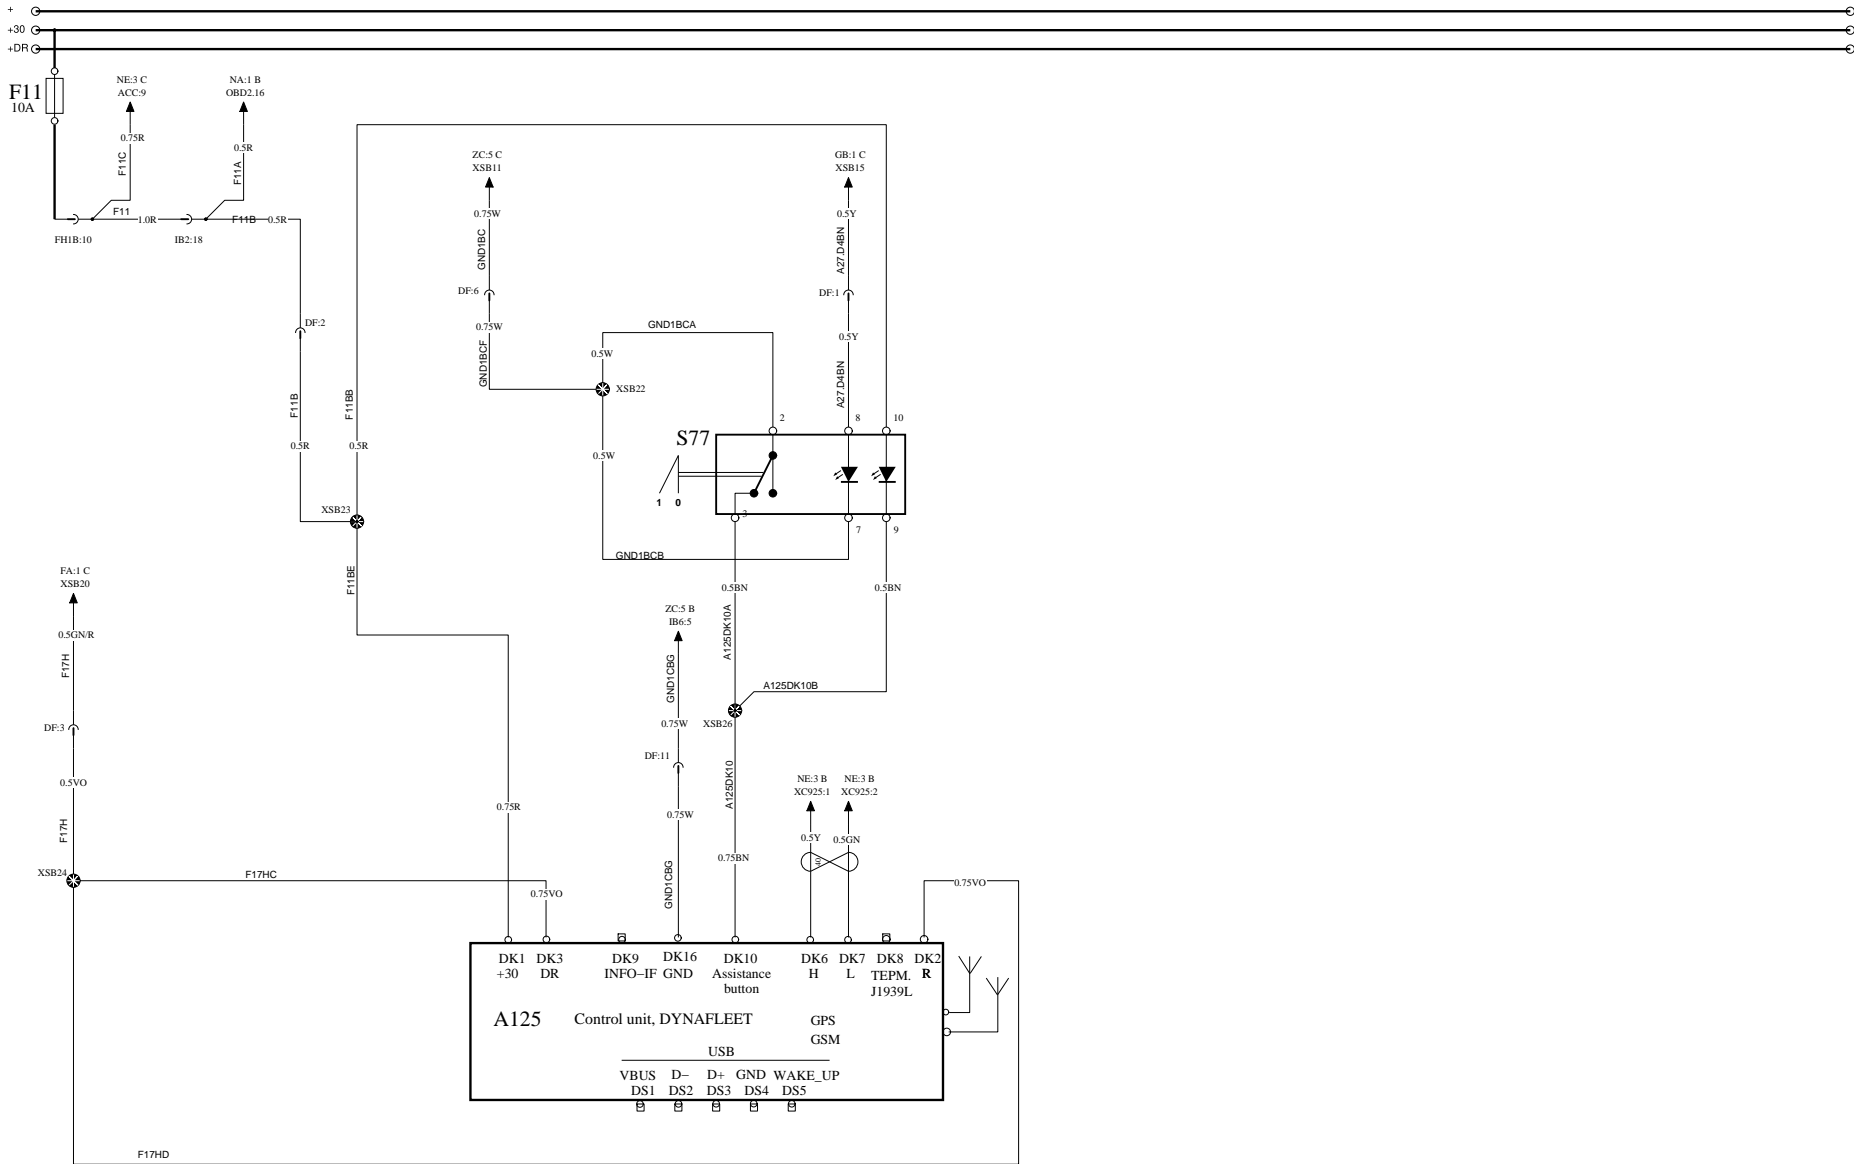 +
+30
+DR
F11
10A
NE:3 C
ACC:9
NA:1 B
OBD2.16
0.75R
F11C
0.5R
F11A
F11
1.0R
F11B
0.5R
FH1B:10
IB2:18
ZC:5 C
XSB11
GB:1 C
XSB15
0.75W
0.5Y
GND1BC
A27.D4BN
DF:6
DF:1
DF:2
0.75W
GND1BCA
0.5Y
0.5W
GND1BCF
XSB22
A27.D4BN
F11B
F11BB
2
8
10
S77
0.5R
0.5R
0.5W
1
0
XSB23
3
7
9
GND1BCB
F11BE
FA:1 C
XSB20
0.5BN
0.5BN
ZC:5 B
IB6:5
0.5GN/R
A125DK10A
F17H
GND1CBG
A125DK10B
0.75W
XSB26
DF:3
DF:11
0.5VO
A125DK10
NE:3 B
XC925:1
NE:3 B
XC925:2
0.75R
0.75W
F17H
0.5Y
0.5GN
40
0.75BN
XSB24
F17HC
0.75VO
GND1CBG
0.75VO
DK1
+30
DK3
DR
DK9
INFO−IF
DK16
GND
DK10
Assistance
button
DK6
H
DK7
L
DK8
TEPM.
J1939L
DK2
R
A125
Control unit, DYNAFLEET
GPS
GSM
USB
VBUS
D−
D+
GND
WAKE_UP
DS1
DS2
DS3
DS4
DS5
F17HD